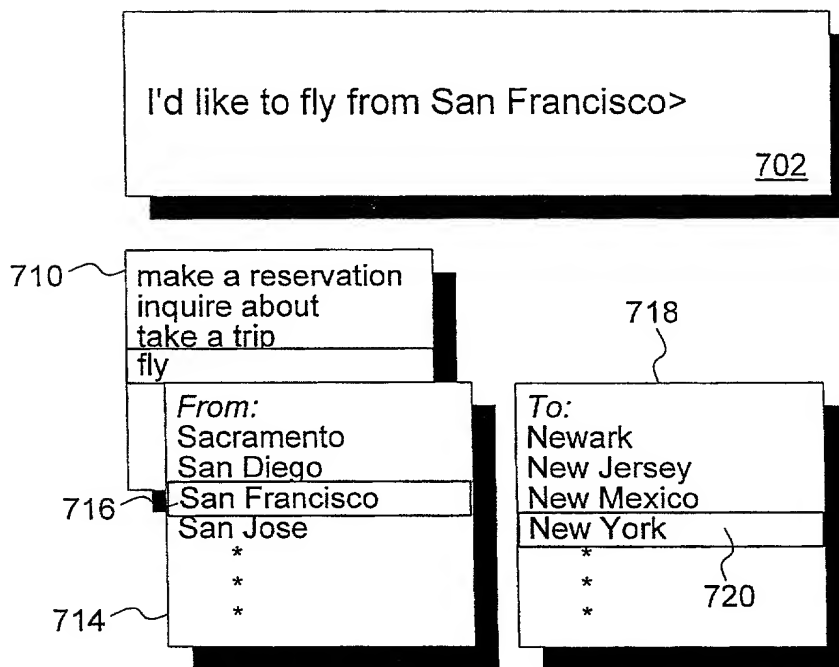 I'd like to fly from San Francisco>
702
710
make a reservation
inquire about
take a trip
fly
718
From:
Sacramento
San Diego
716
San Francisco
San Jose
*
*
*
714
To:
Newark
New Jersey
New Mexico
New York
*
*
*
720